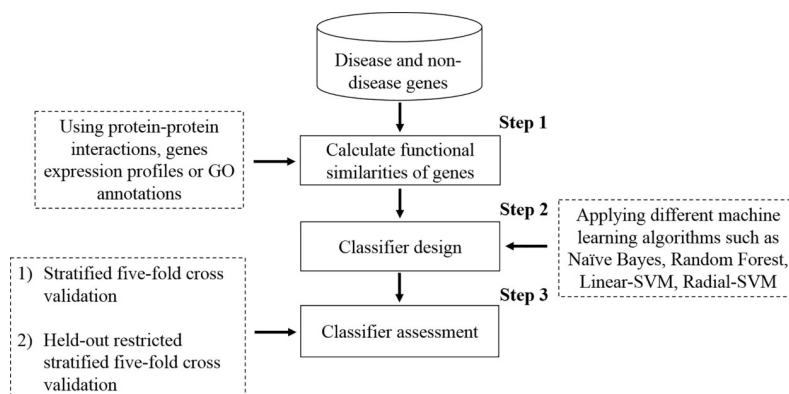 Disease and non-
disease genes
Step 1
Using protein-protein
interactions, genes
expression profiles or GO
annotations
Calculate functional
similarities of genes
Step 2
Classifier design
Applying different machine
learning algorithms such as
Naïve Bayes, Random Forest,
Linear-SVM, Radial-SVM
Step 3
1) Stratified five-fold cross
validation
2) Held-out restricted
stratified five-fold cross
validation
Classifier assessment